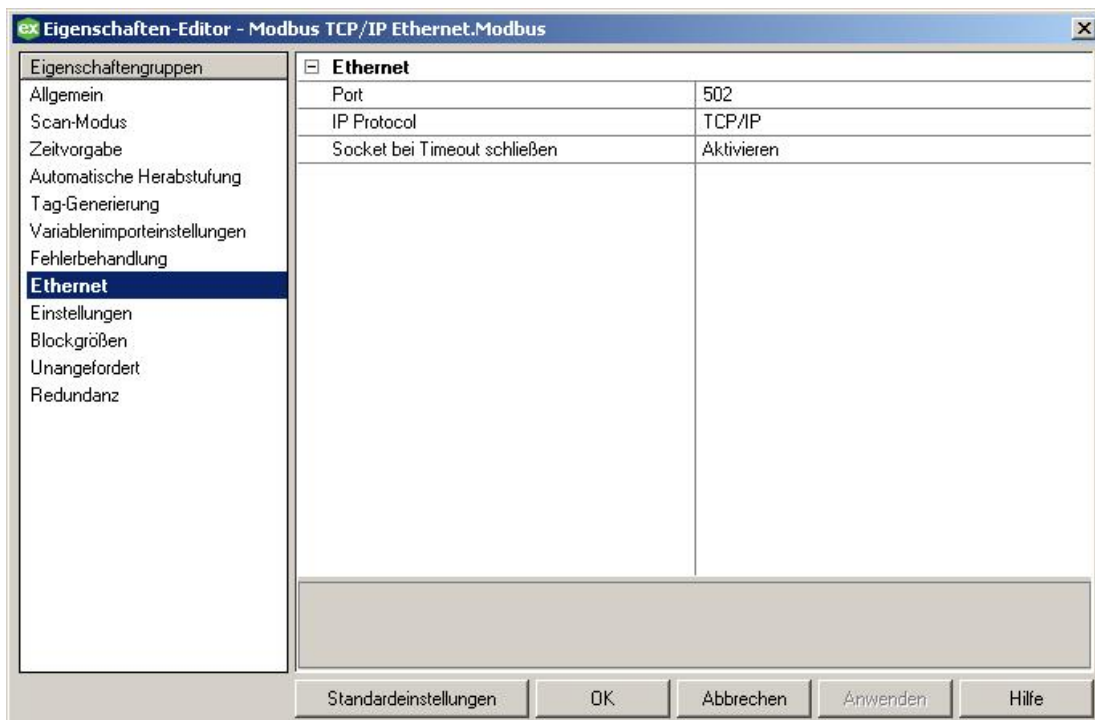 ex Eigenschaften-Editor - Modbus TCP/IP Ethernet.Modbus
Eigenschaftengruppen
Allgemein
Scan-Modus
Zeitvorgabe
Automatische Herabstufung
Tag-Generierung
Variablenimporteinstellungen
Fehlerbehandlung
Ethernet
Einstellungen
Blockgrößen
Unangefordert
Redundanz
Ethernet
Port 502
IP Protocol TCP/IP
Socket bei Timeout schließen Aktivieren
Standardeinstellungen OK Abbrechen Anwenden Hilfe